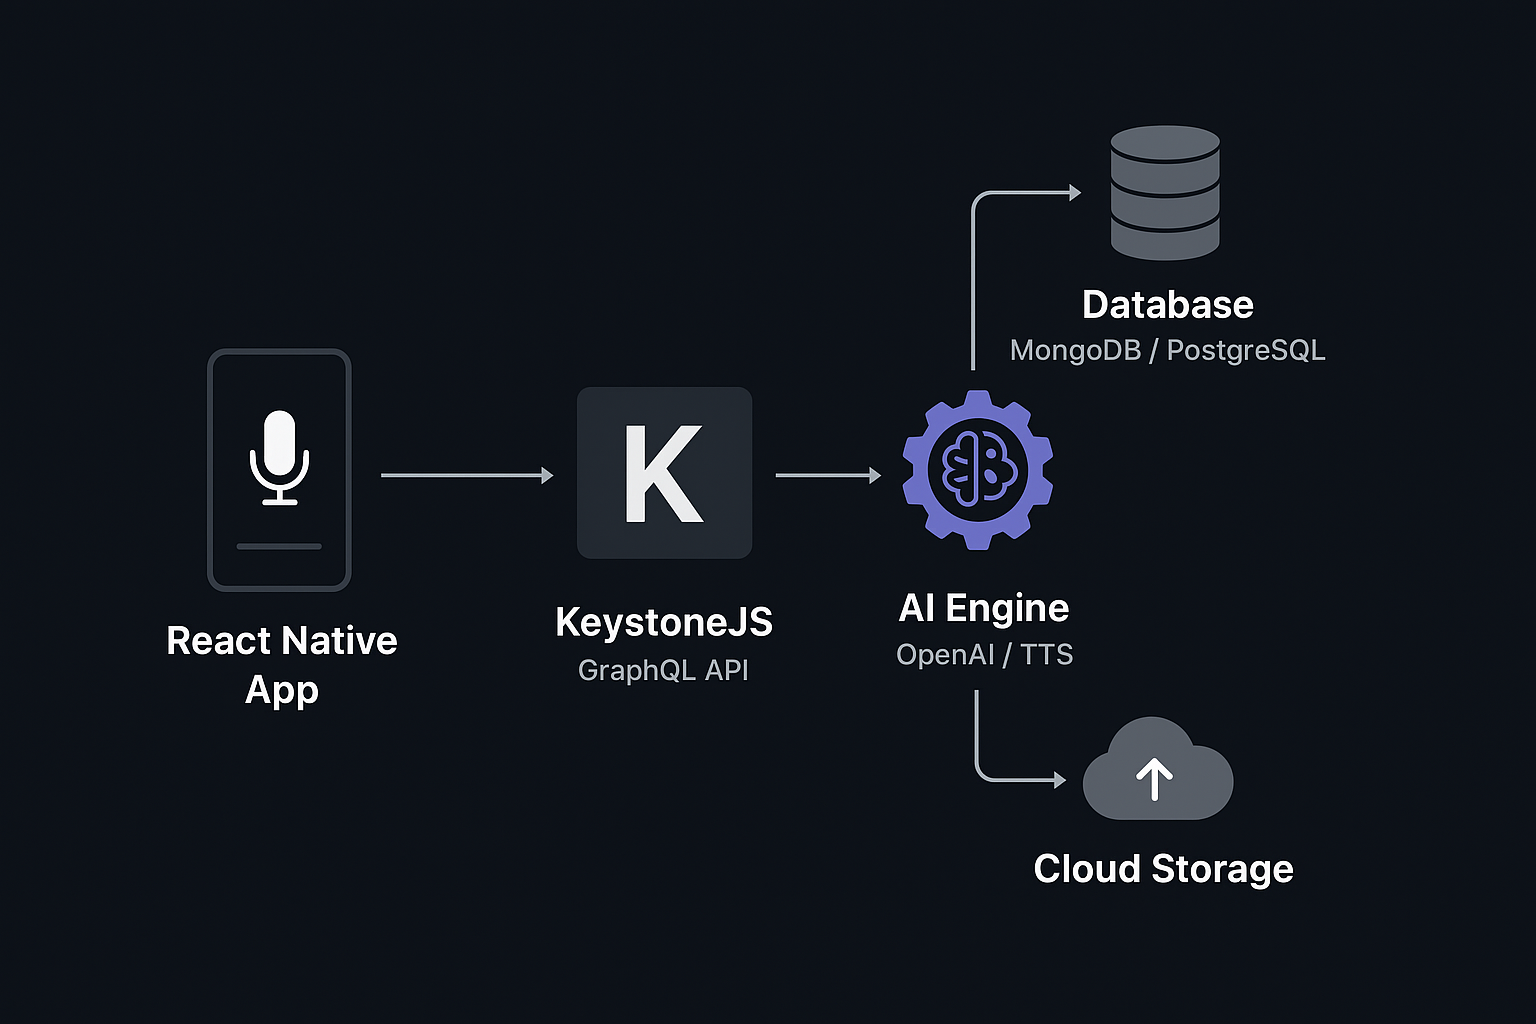 React Native
App
K
KeystoneJS
GraphQL API
AI Engine
OpenAI / TTS
Database
MongoDB / PostgreSQL
Cloud Storage